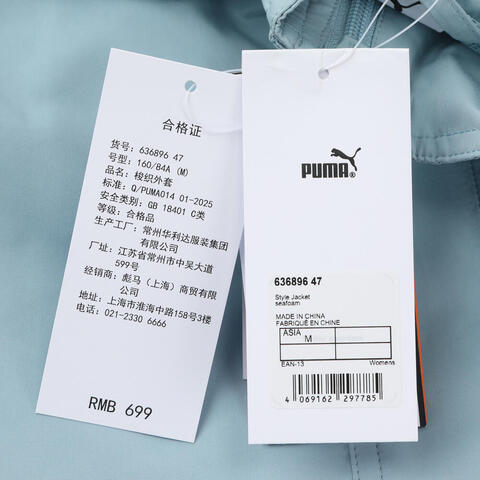 合格证
货号: 636896 47
号型: 160/84A (M)
品名: 梭织外套
标准: Q/PUMA014 01-2025
安全类别: GB 18401 C类
等级: 合格品
生产工厂: 常州华利达服装集团
有限公司
厂址: 江苏省常州市中吴大道
599号
经销商: 彪马（上海）商贸有限公司
地址: 上海市淮海中路158号3楼
电话: 021-2330 6666
RMB 699
PUMA®
636896 47
Style Jacket
seafoam
MADE IN CHINA
FABRIQUÉ EN CHINE
ASIA
M
EAN-13 Womens
4 069162 297785